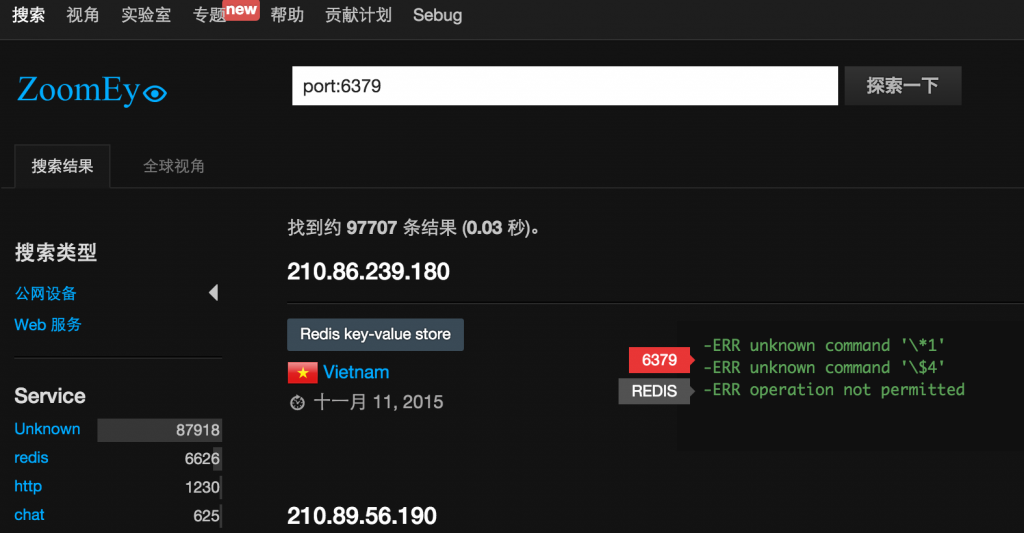 搜索 视角 实验室 专题 new 帮助 贡献计划 Sebug
ZoomEye
port:6379 探索一下
搜索结果 全球视角
找到约 97707 条结果 (0.03 秒)。
搜索类型
210.86.239.180
公网设备
Web 服务
Redis key-value store
Vietnam
十一月 11, 2015
6379
REDIS
-ERR unknown command '\*1'
-ERR unknown command '\$4'
-ERR operation not permitted
Service
Unknown 87918
redis 6626
http 1230
chat 625
210.89.56.190